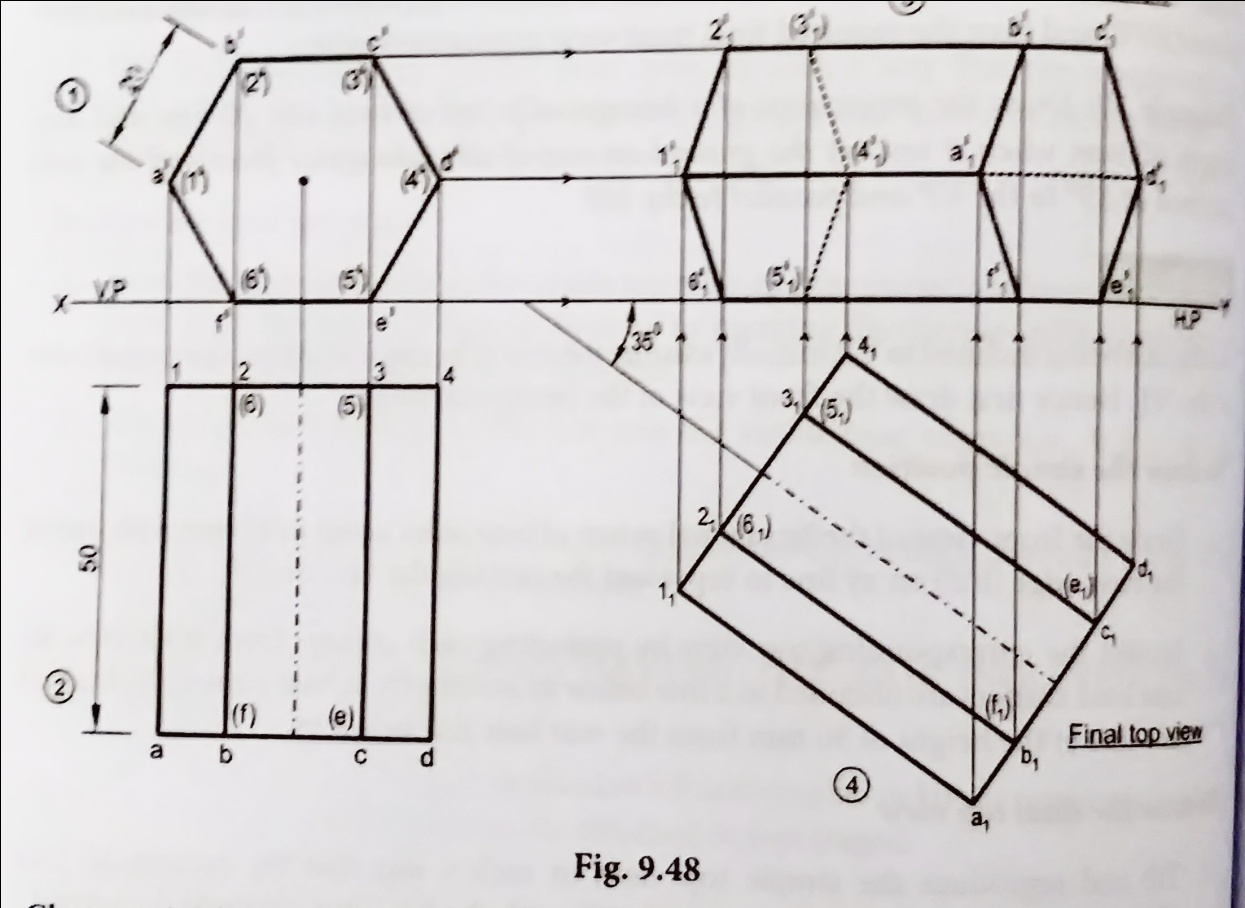 1
b'
c'
(2')
(3')
a'
(1')
d'
(4')
(6')
(5')
f'
e'
X
V.P
2'₁
(3'₁)
b'₁
c'₁
1'₁
(4'₁)
a'₁
d'₁
6'₁
(5'₁)
f'₁
e'₁
Y
H.P
35⁰
1
2
3
4
(6)
(5)
50
2
(f)
(e)
a
b
c
d
4₁
3₁
(5₁)
2₁
(6₁)
1₁
d₁
(e₁)
c₁
(f₁)
b₁
a₁
4
Final top view
Fig. 9.48